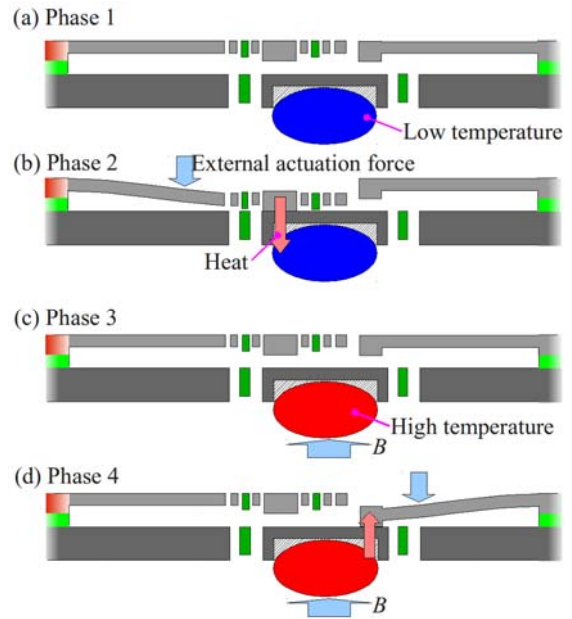 (a) Phase 1
Low temperature
(b) Phase 2
External actuation force
Heat
(c) Phase 3
High temperature
B
(d) Phase 4
B